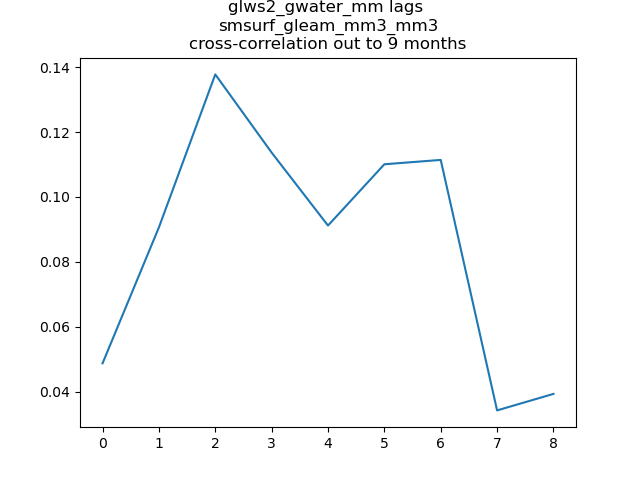 glws2_gwater_mm lags
smsurf_gleam_mm3_mm3
cross-correlation out to 9 months
0.14
0.12
0.10
0.08
0.06
0.04
0 1 2 3 4 5 6 7 8